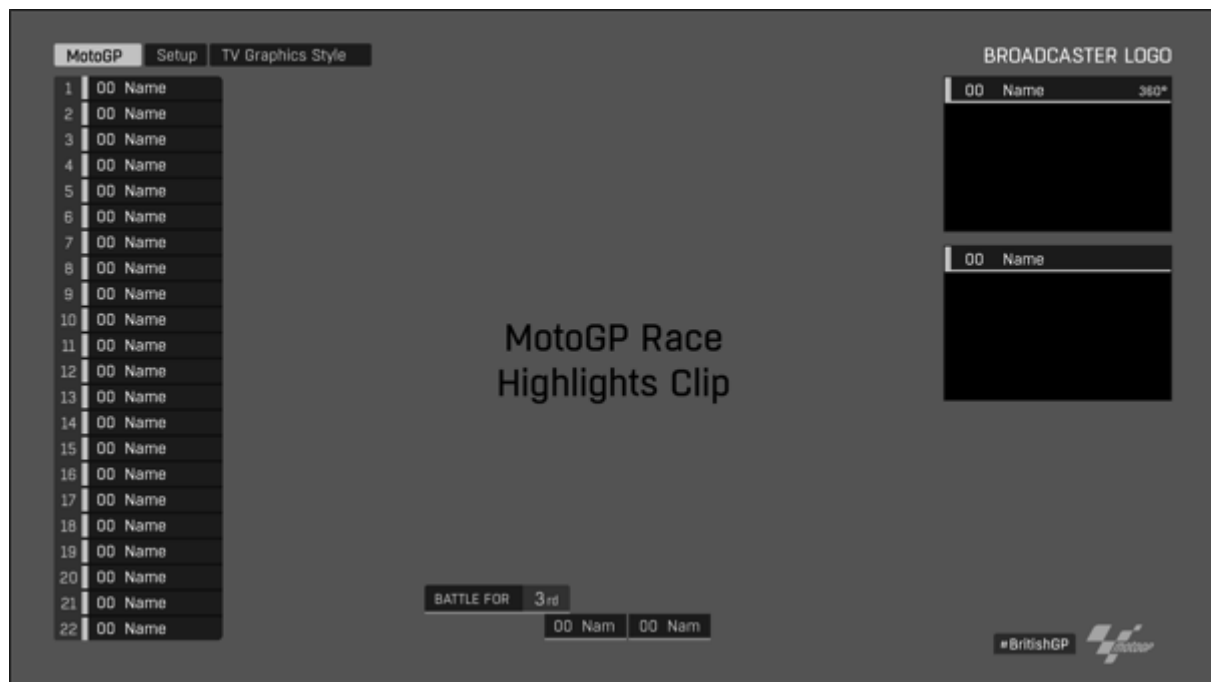 MotoGP Setup TV Graphics Style
BROADCASTER LOGO
1 00 Name
2 00 Name
3 00 Name
4 00 Name
5 00 Name
6 00 Name
7 00 Name
8 00 Name
9 00 Name
10 00 Name
11 00 Name
12 00 Name
13 00 Name
14 00 Name
15 00 Name
16 00 Name
17 00 Name
18 00 Name
19 00 Name
20 00 Name
21 00 Name
22 00 Name
MotoGP Race
Highlights Clip
00 Name 360°
00 Name
BATTLE FOR 3rd
00 Nam 00 Nam
#BritishGP
motoGP